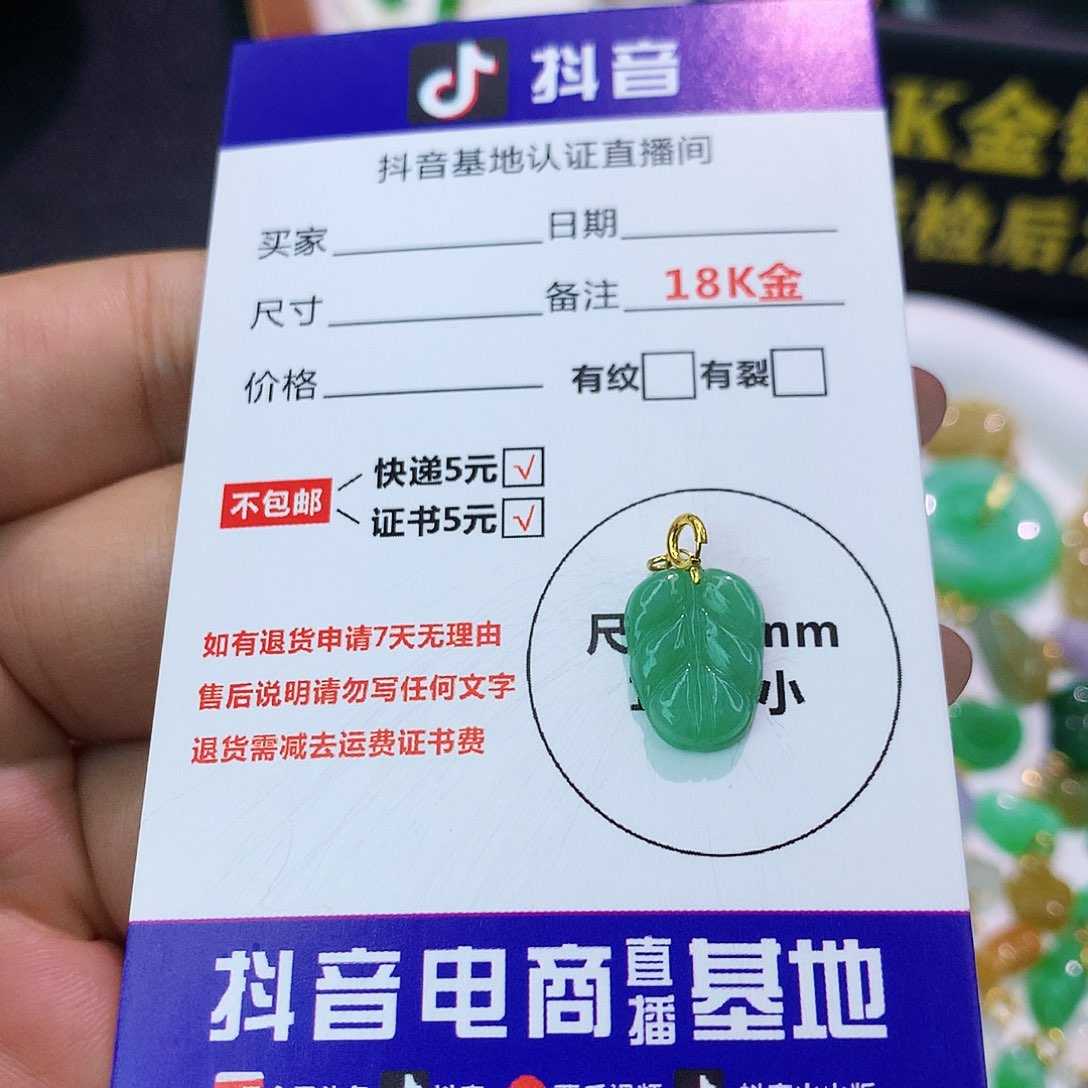 抖音
抖音基地认证直播间
买家 日期
尺寸 备注 18K金
价格 有纹 有裂
不包邮
快递5元 √
证书5元 √
如有退货申请7天无理由
售后说明请勿写任何文字
退货需减去运费证书费
尺 mm
小
抖音电商直播基地
K金
检后